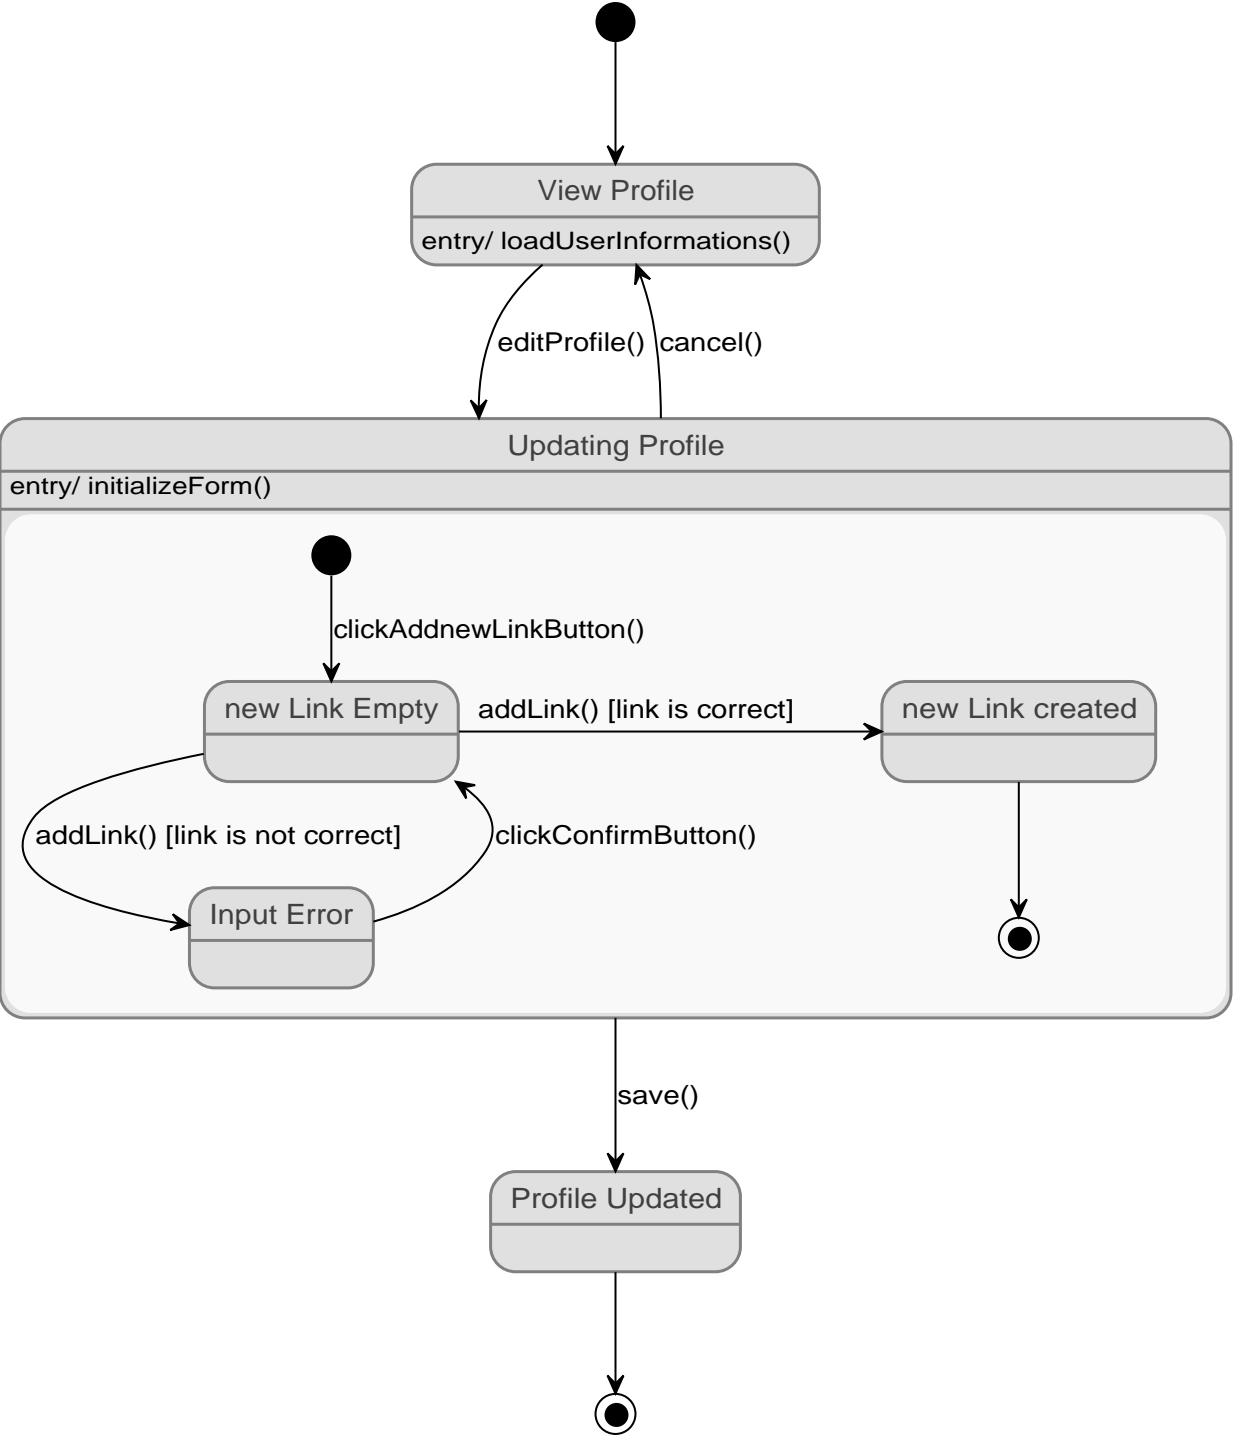 View Profile
entry/ loadUserInformations()
editProfile()
cancel()
Updating Profile
entry/ initializeForm()
clickAddnewLinkButton()
new Link Empty
addLink() [link is correct]
new Link created
addLink() [link is not correct]
clickConfirmButton()
Input Error
save()
Profile Updated